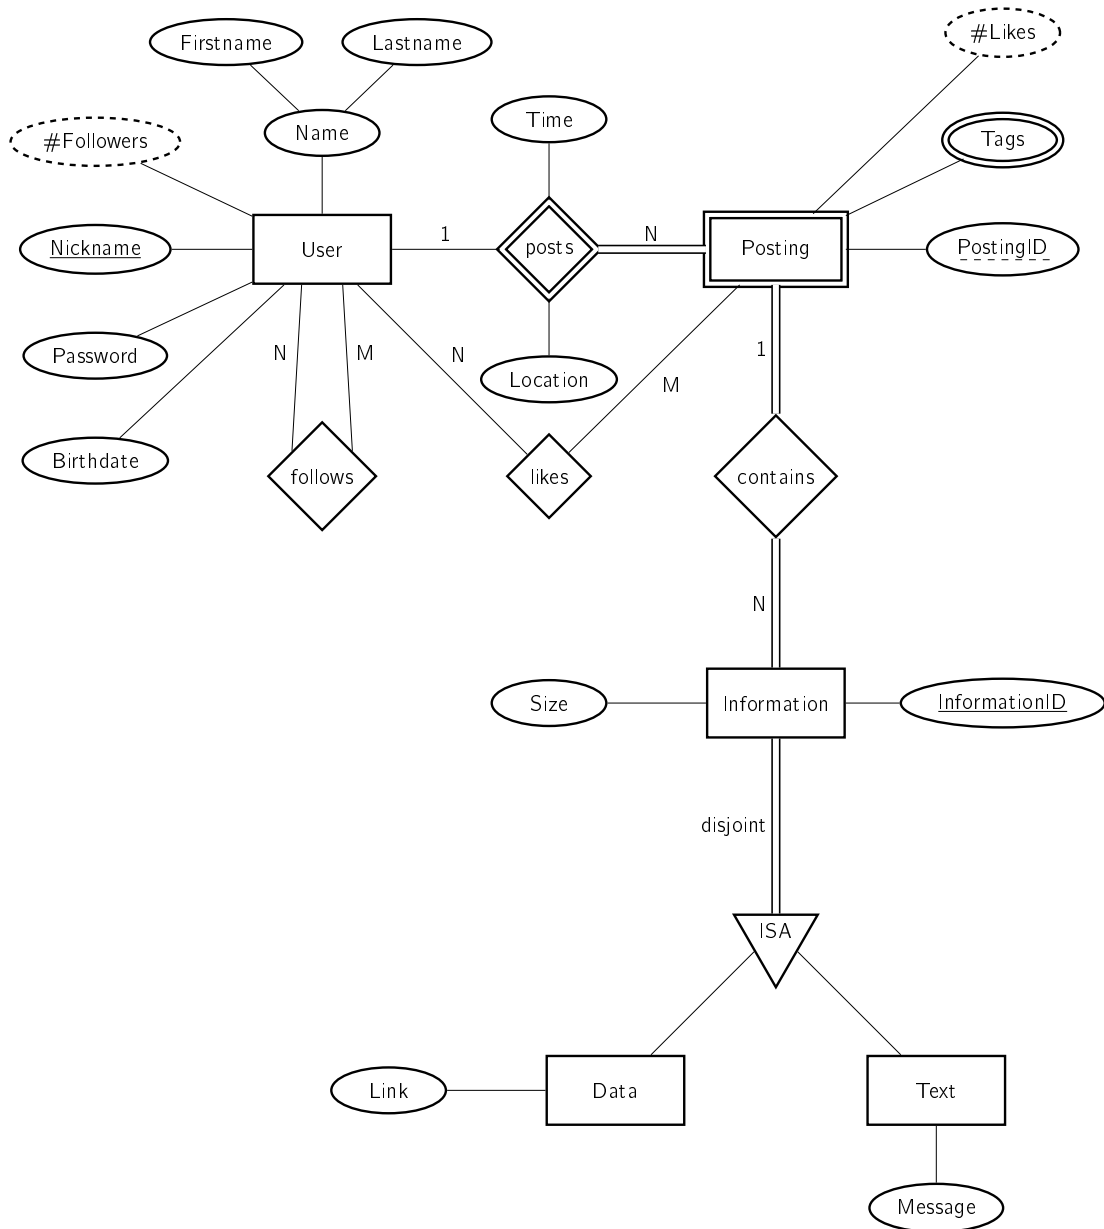 #Likes
Firstname
Lastname
Time
Name
Tags
#Followers
1
N
Nickname
User
posts
Posting
PostingID
Password
N
M
N
1
Location
M
Birthdate
follows
likes
contains
N
Size
Information
InformationID
disjoint
ISA
Link
Data
Text
Message